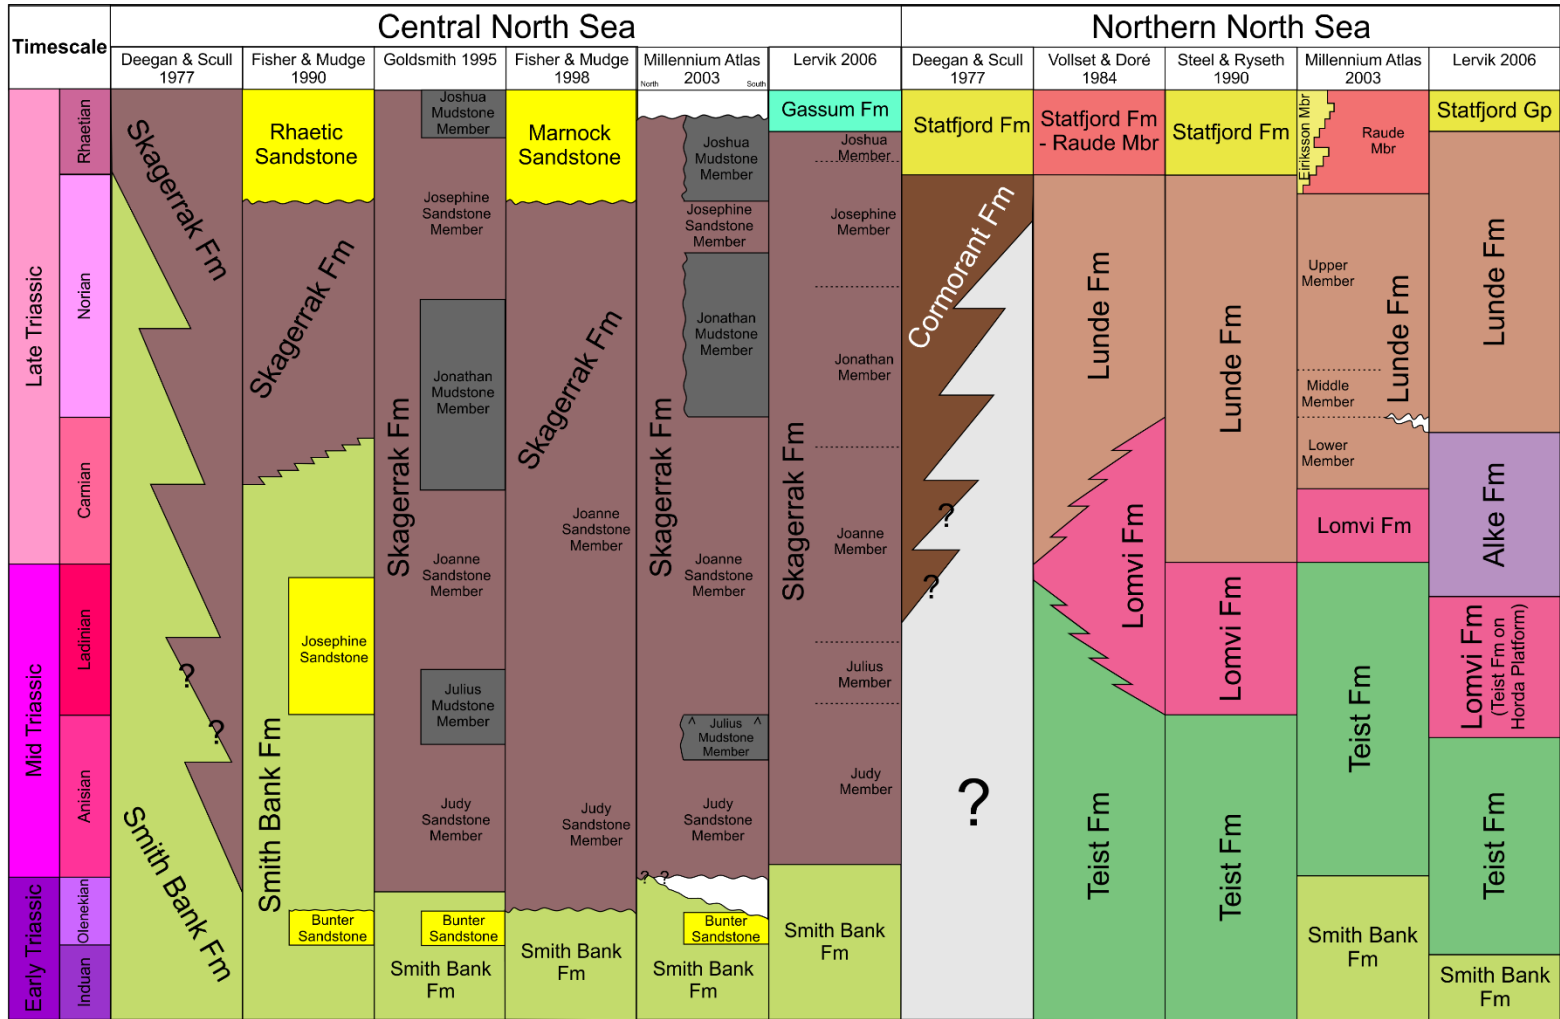 Timescale
Central North Sea
Northern North Sea
Deegan & Scull
1977
Fisher & Mudge
1990
Goldsmith 1995
Fisher & Mudge
1998
Millennium Atlas
2003
North
South
Lervik 2006
Deegan & Scull
1977
Vollset & Doré
1984
Steel & Ryseth
1990
Millennium Atlas
2003
Lervik 2006
Late Triassic
Mid Triassic
Early Triassic
Rhaetian
Norian
Carnian
Ladinian
Anisian
Olenekian
Induan
Skagerrak Fm
?
?
Smith Bank Fm
Rhaetic
Sandstone
Skagerrak Fm
Josephine
Sandstone
Smith Bank Fm
Bunter
Sandstone
Joshua
Mudstone
Member
Josephine
Sandstone
Member
Jonathan
Mudstone
Member
Skagerrak Fm
Joanne
Sandstone
Member
Julius
Mudstone
Member
Judy
Sandstone
Member
Bunter
Sandstone
Smith Bank
Fm
Marnock
Sandstone
Skagerrak Fm
Joanne
Sandstone
Member
Judy
Sandstone
Member
Smith Bank
Fm
Joshua
Mudstone
Member
Josephine
Sandstone
Member
Jonathan
Mudstone
Member
Skagerrak Fm
Joanne
Sandstone
Member
^ Julius ^
Mudstone
Member
Judy
Sandstone
Member
? ?
Bunter
Sandstone
Smith Bank
Fm
Gassum Fm
Joshua
Member
Josephine
Member
Jonathan
Member
Skagerrak Fm
Joanne
Member
Julius
Member
Judy
Member
Smith Bank
Fm
Statfjord Fm
Cormorant Fm
?
?
?
Statfjord Fm
- Raude Mbr
Lunde Fm
Lomvi Fm
Teist Fm
Statfjord Fm
Lunde Fm
Lomvi Fm
Teist Fm
Eiriksson Mbr
Raude
Mbr
Upper
Member
Lunde Fm
Middle
Member
Lower
Member
Lomvi Fm
Teist Fm
Smith Bank
Fm
Statfjord Gp
Lunde Fm
Alke Fm
Lomvi Fm
(Teist Fm on
Horda Platform)
Teist Fm
Smith Bank
Fm